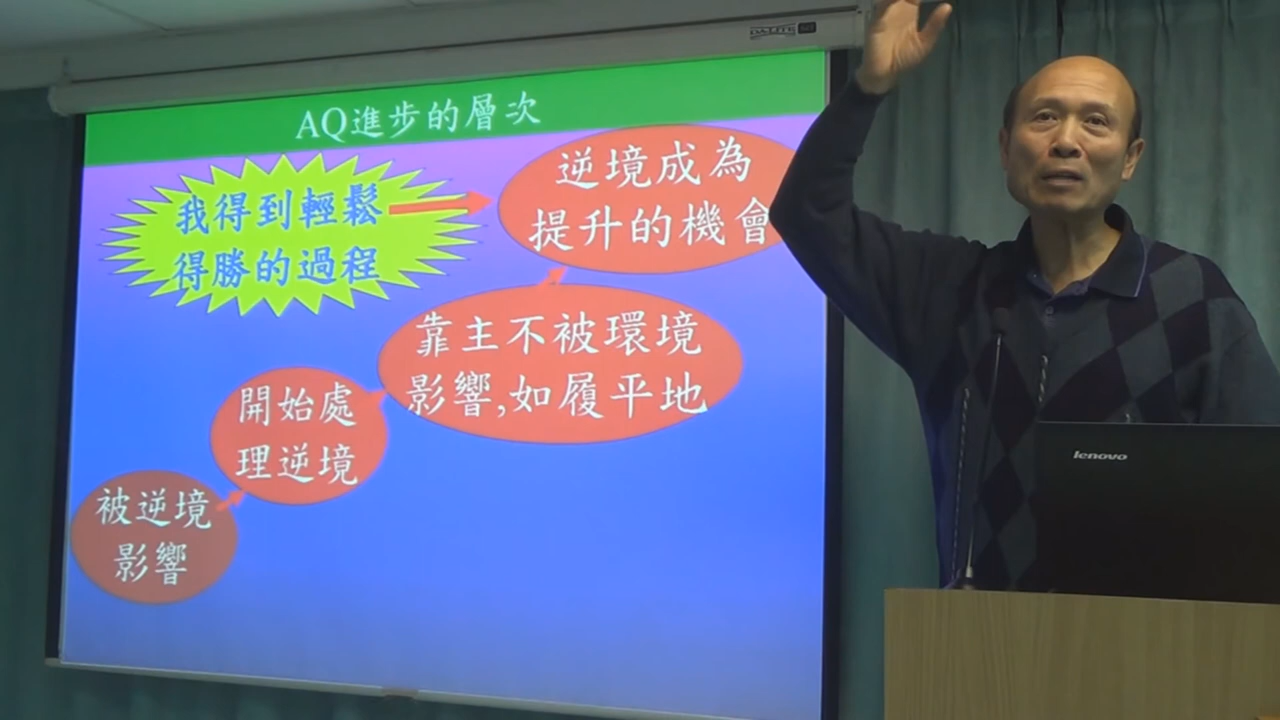 DA-LITE
AQ進步的層次
我得到輕鬆
得勝的過程
逆境成為
提升的機會
靠主不被環境
影響,如履平地
開始處
理逆境
被逆境
影響
lenovo